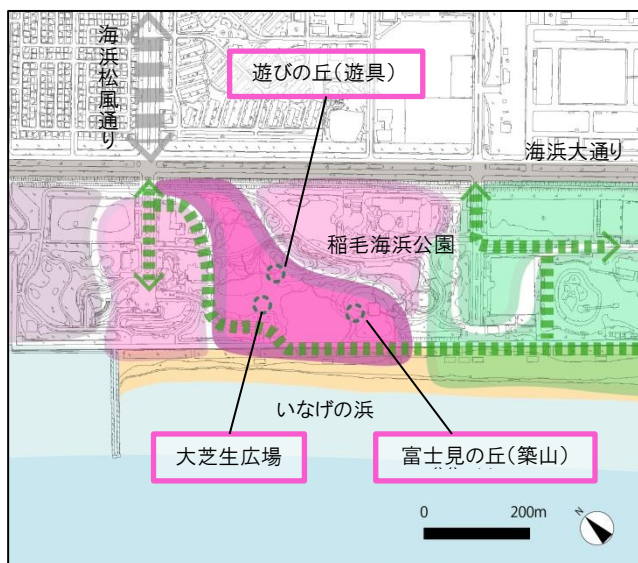 海浜松風通り
遊びの丘(遊具)
海浜大通り
稲毛海浜公園
いなげの浜
大芝生広場
富士見の丘(築山)
0 200m
N